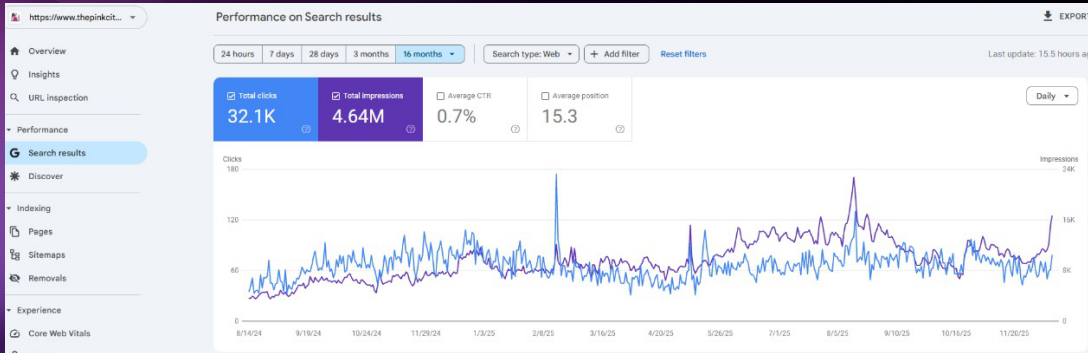 https://www.thepinkcit...
Performance on Search results
EXPORT
Overview
Insights
URL inspection
Performance
Search results
Discover
Indexing
Pages
Sitemaps
Removals
Experience
Core Web Vitals
24 hours 7 days 28 days 3 months 16 months
Search type: Web + Add filter Reset filters
Last update: 15.5 hours ag
Total clicks
32.1K
Total impressions
4.64M
Average CTR
0.7%
Average position
15.3
Daily
Clicks
Impressions
180
120
60
0
24K
16K
8K
0
8/14/24 9/19/24 10/24/24 11/29/24 1/3/25 2/8/25 3/16/25 4/20/25 5/26/25 7/1/25 8/5/25 9/10/25 10/16/25 11/20/25